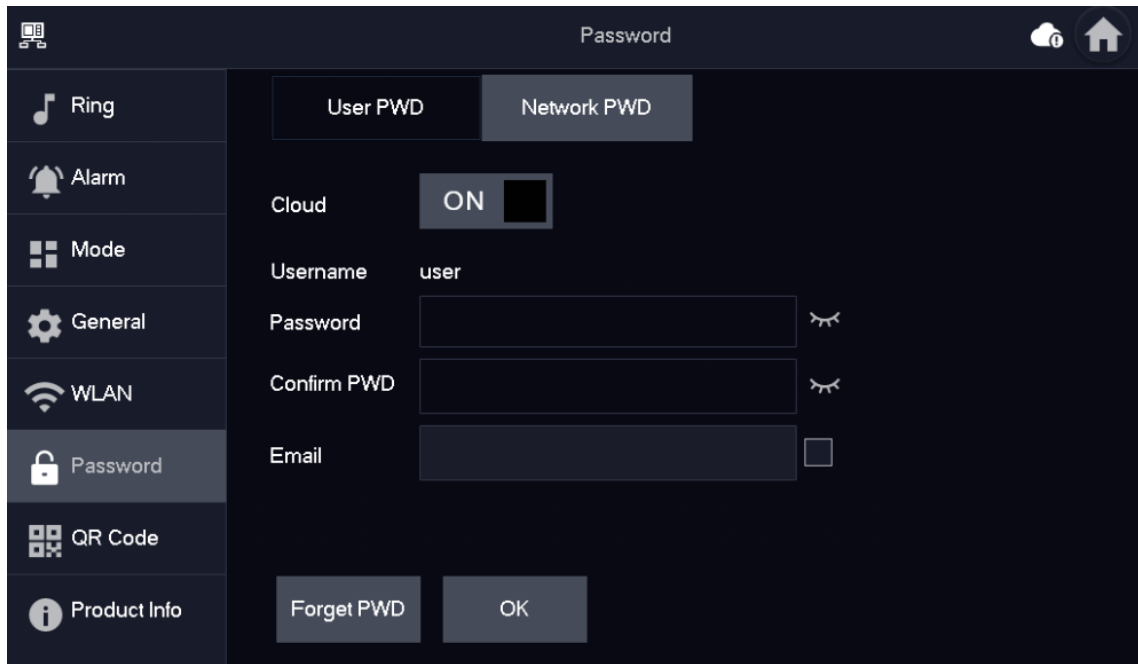 Password
Ring
Alarm
Mode
General
WLAN
Password
QR Code
Product Info
User PWD
Network PWD
Cloud
ON
Username
user
Password
Confirm PWD
Email
Forget PWD
OK